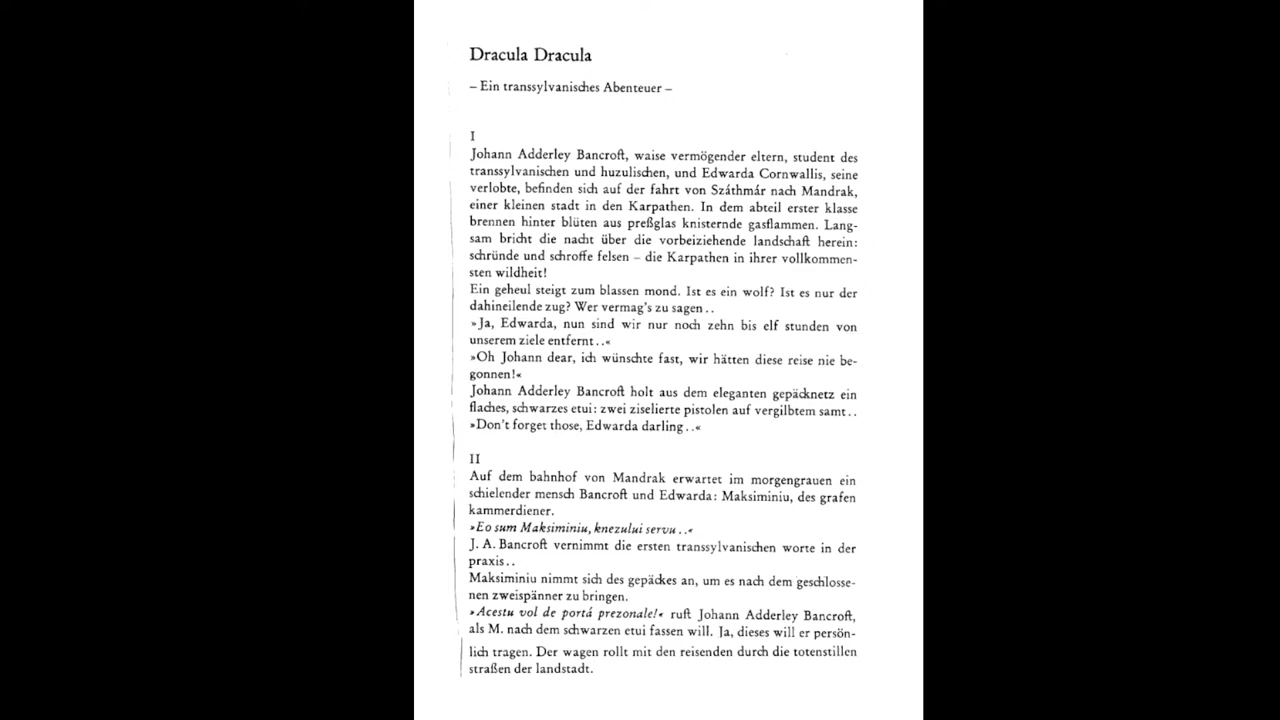 Dracula Dracula
– Ein transsylvanisches Abenteuer –
I
Johann Adderley Bancroft, waise vermögender eltern, student des
transsylvanischen und huzulischen, und Edwarda Cornwallis, seine
verlobte, befinden sich auf der fahrt von Száthmár nach Mandrak,
einer kleinen stadt in den Karpathen. In dem abteil erster klasse
brennen hinter blüten aus preßglas knisternde gasflammen. Lang-
sam bricht die nacht über die vorbeiziehende landschaft herein:
schründe und schroffe felsen – die Karpathen in ihrer vollkommen-
sten wildheit!
Ein geheul steigt zum blassen mond. Ist es ein wolf? Ist es nur der
dahineilende zug? Wer vermag's zu sagen..
»Ja, Edwarda, nun sind wir nur noch zehn bis elf stunden von
unserem ziele entfernt..«
»Oh Johann dear, ich wünschte fast, wir hätten diese reise nie be-
gonnen!«
Johann Adderley Bancroft holt aus dem eleganten gepäcknetz ein
flaches, schwarzes etui: zwei ziselierte pistolen auf vergilbtem samt..
»Don't forget those, Edwarda darling..«
II
Auf dem bahnhof von Mandrak erwartet im morgengrauen ein
schielender mensch Bancroft und Edwarda: Maksiminiu, des grafen
kammerdiener.
»Eo sum Maksiminiu, knezului servu..«
J. A. Bancroft vernimmt die ersten transsylvanischen worte in der
praxis..
Maksiminiu nimmt sich des gepäckes an, um es nach dem geschlosse-
nen zweispänner zu bringen.
»Acestu vol de portá prezonale!« ruft Johann Adderley Bancroft,
als M. nach dem schwarzen etui fassen will. Ja, dieses will er persön-
lich tragen. Der wagen rollt mit den reisenden durch die totenstillen
straßen der landstadt.